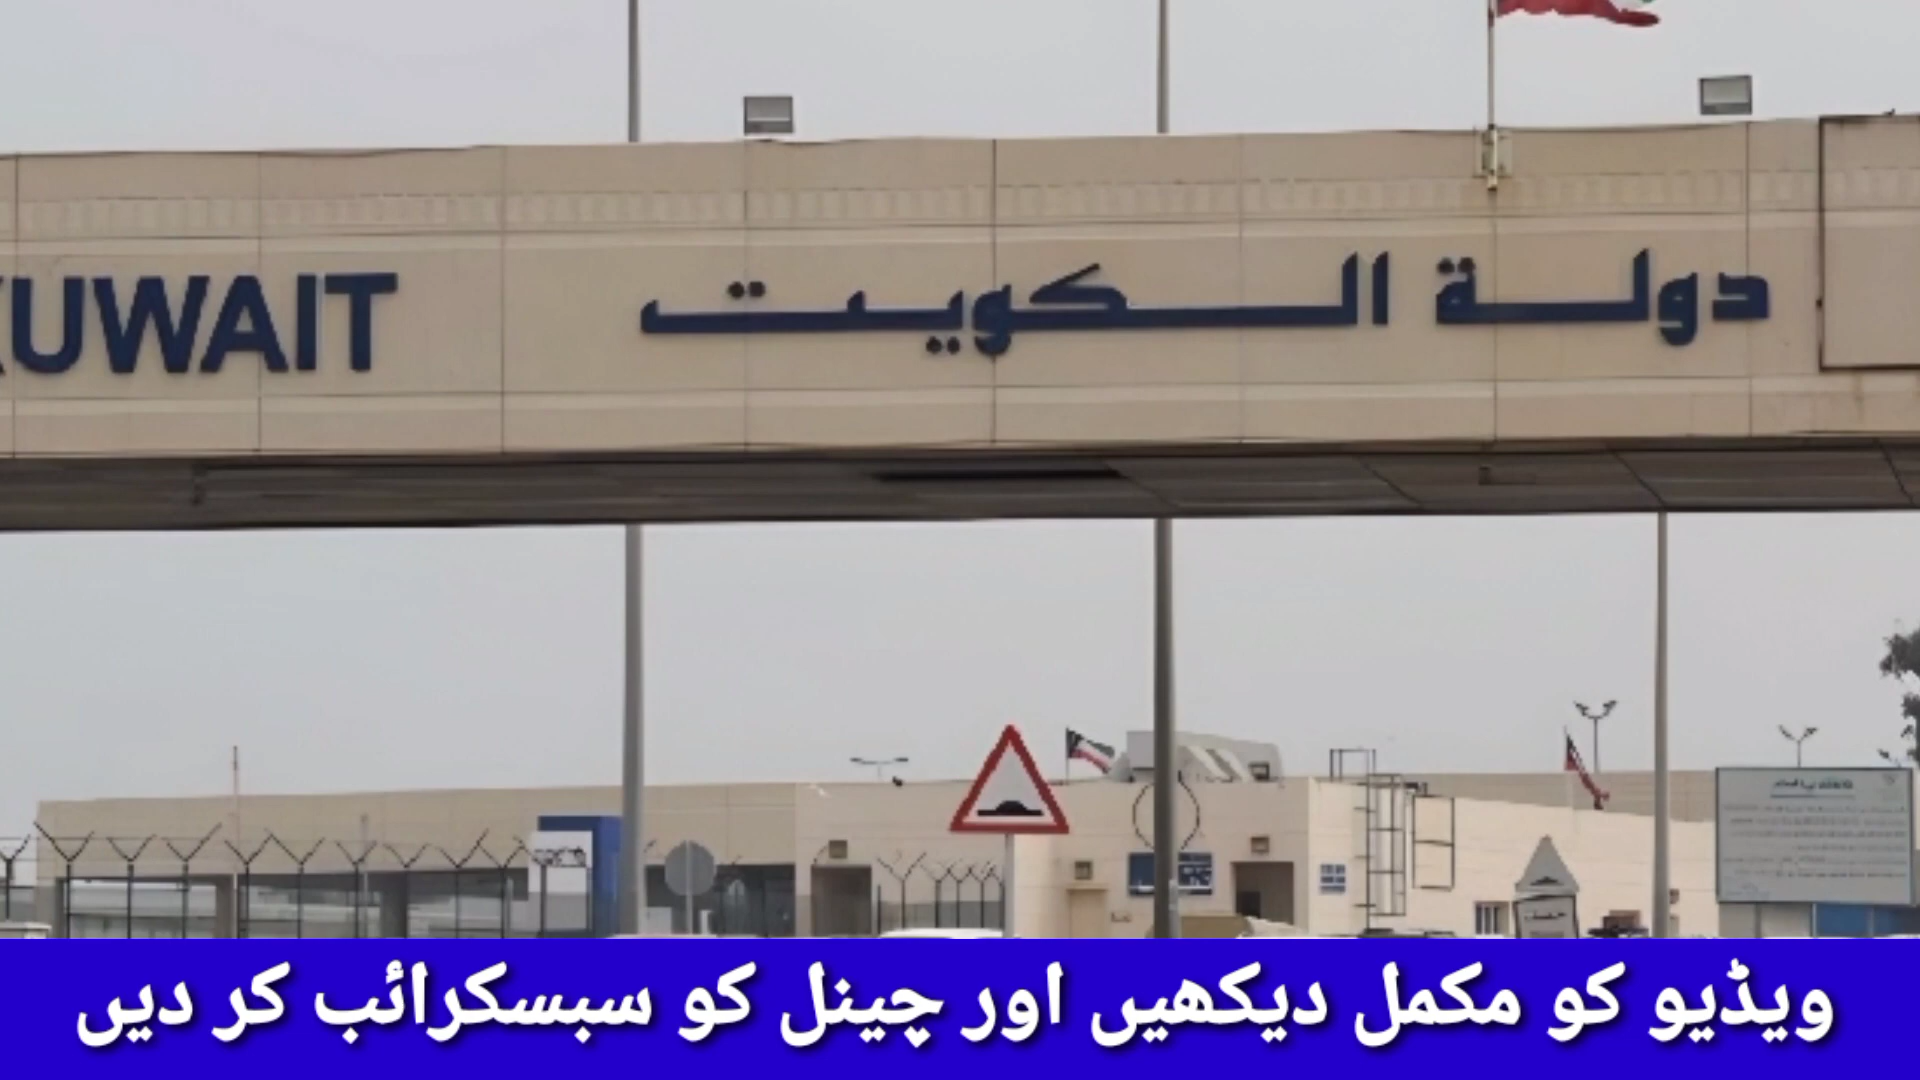 KUWAIT دولة الكويت
ویڈیو کو مکمل دیکھیں اور چینل کو سبسکرائب کر دیں